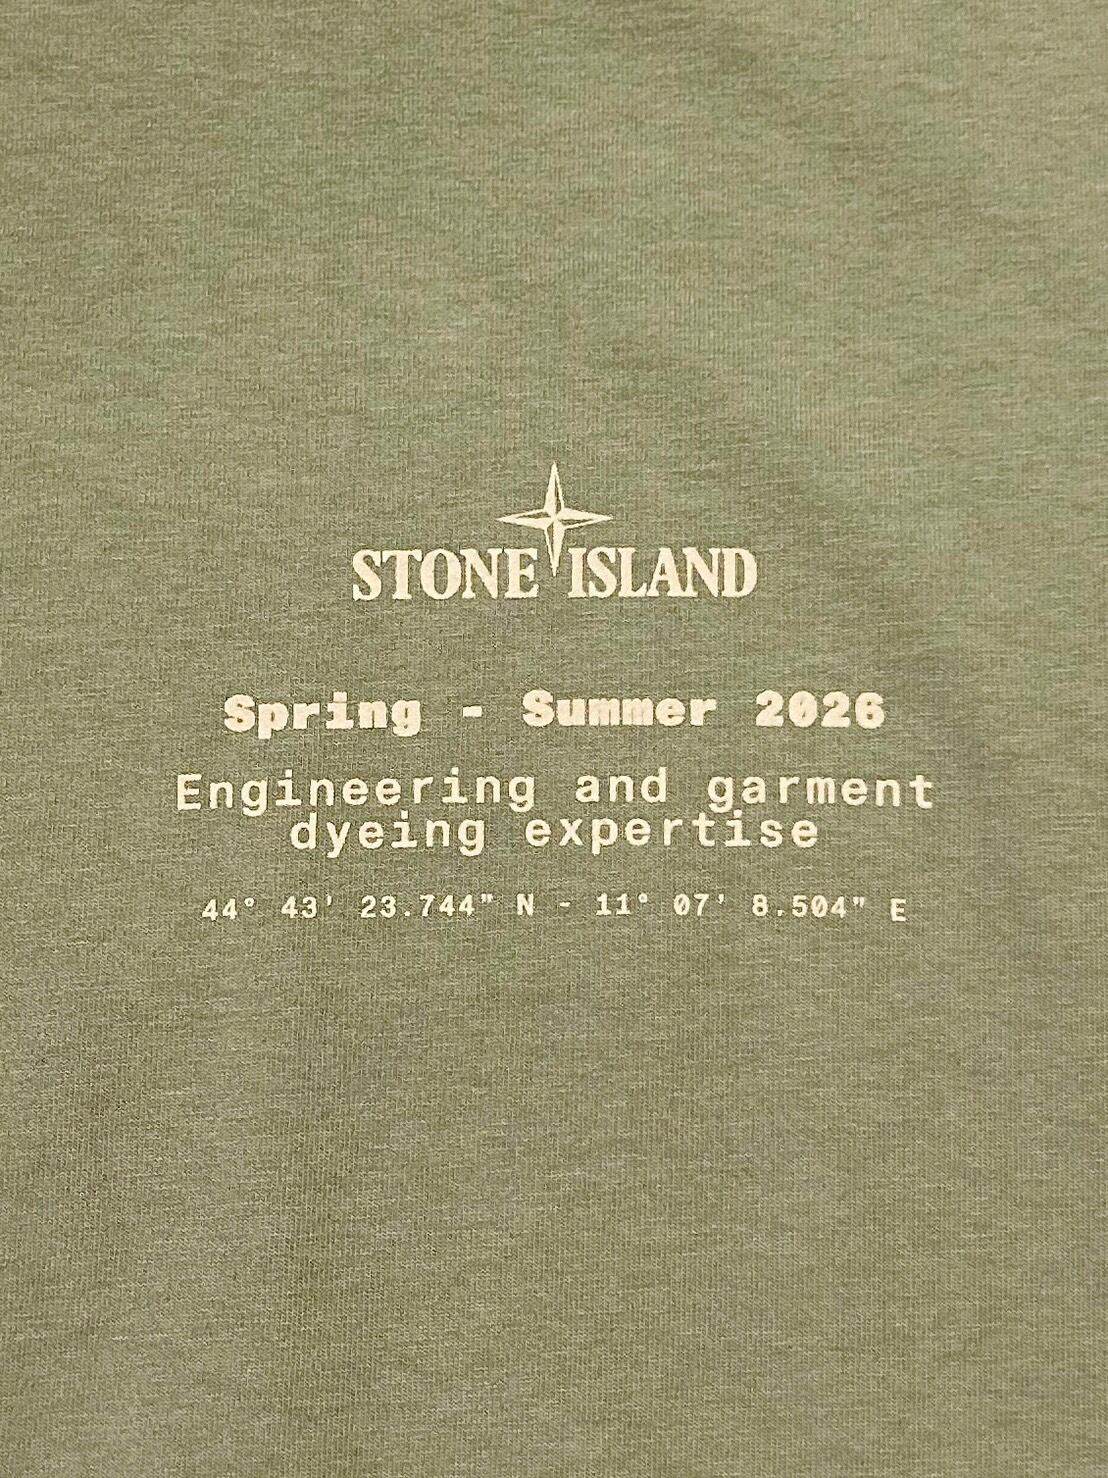 STONE ISLAND
Spring - Summer 2026
Engineering and garment
dyeing expertise
44° 43' 23.744" N - 11° 07' 8.504" E